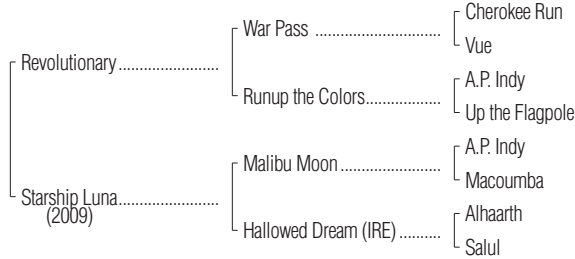 Cherokee Run
War Pass ..............................
Vue
Revolutionary........................
A.P. Indy
Runup the Colors..................
Up the Flagpole
A.P. Indy
Malibu Moon ........................
Macoumba
Starship Luna........................
(2009)
Alhaarth
Hallowed Dream (IRE) ..........
Salul